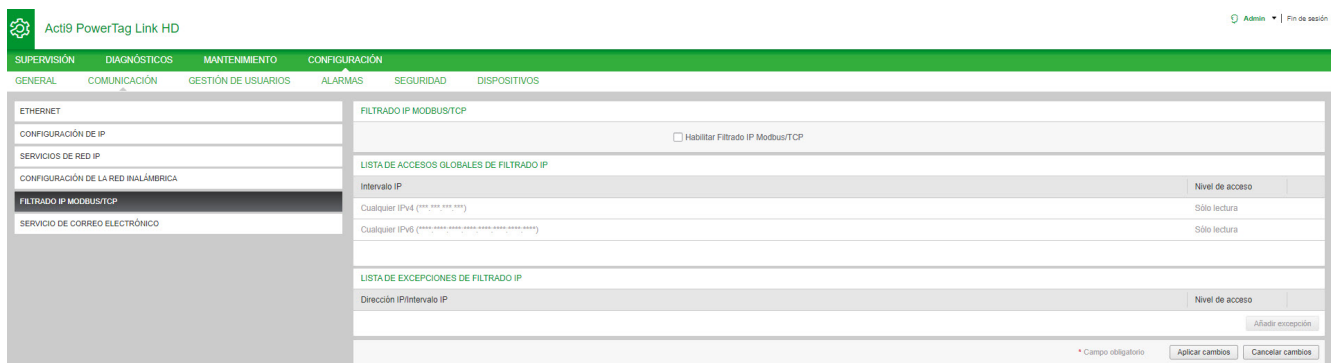 Acti9 PowerTag Link HD
Admin | Fin de sesión
SUPERVISIÓN DIAGNÓSTICOS MANTENIMIENTO CONFIGURACIÓN
GENERAL COMUNICACIÓN GESTIÓN DE USUARIOS ALARMAS SEGURIDAD DISPOSITIVOS
ETHERNET
CONFIGURACIÓN DE IP
SERVICIOS DE RED IP
CONFIGURACIÓN DE LA RED INALÁMBRICA
FILTRADO IP MODBUS/TCP
SERVICIO DE CORREO ELECTRÓNICO
FILTRADO IP MODBUS/TCP
Habilitar Filtrado IP Modbus/TCP
LISTA DE ACCESOS GLOBALES DE FILTRADO IP
Intervalo IP Nivel de acceso
Cualquier IPv4 (***.***.***.***) Sólo lectura
Cualquier IPv6 (****:****:****:****:****:****:****:****) Sólo lectura
LISTA DE EXCEPCIONES DE FILTRADO IP
Dirección IP/Intervalo IP Nivel de acceso
Añadir excepción
* Campo obligatorio Aplicar cambios Cancelar cambios